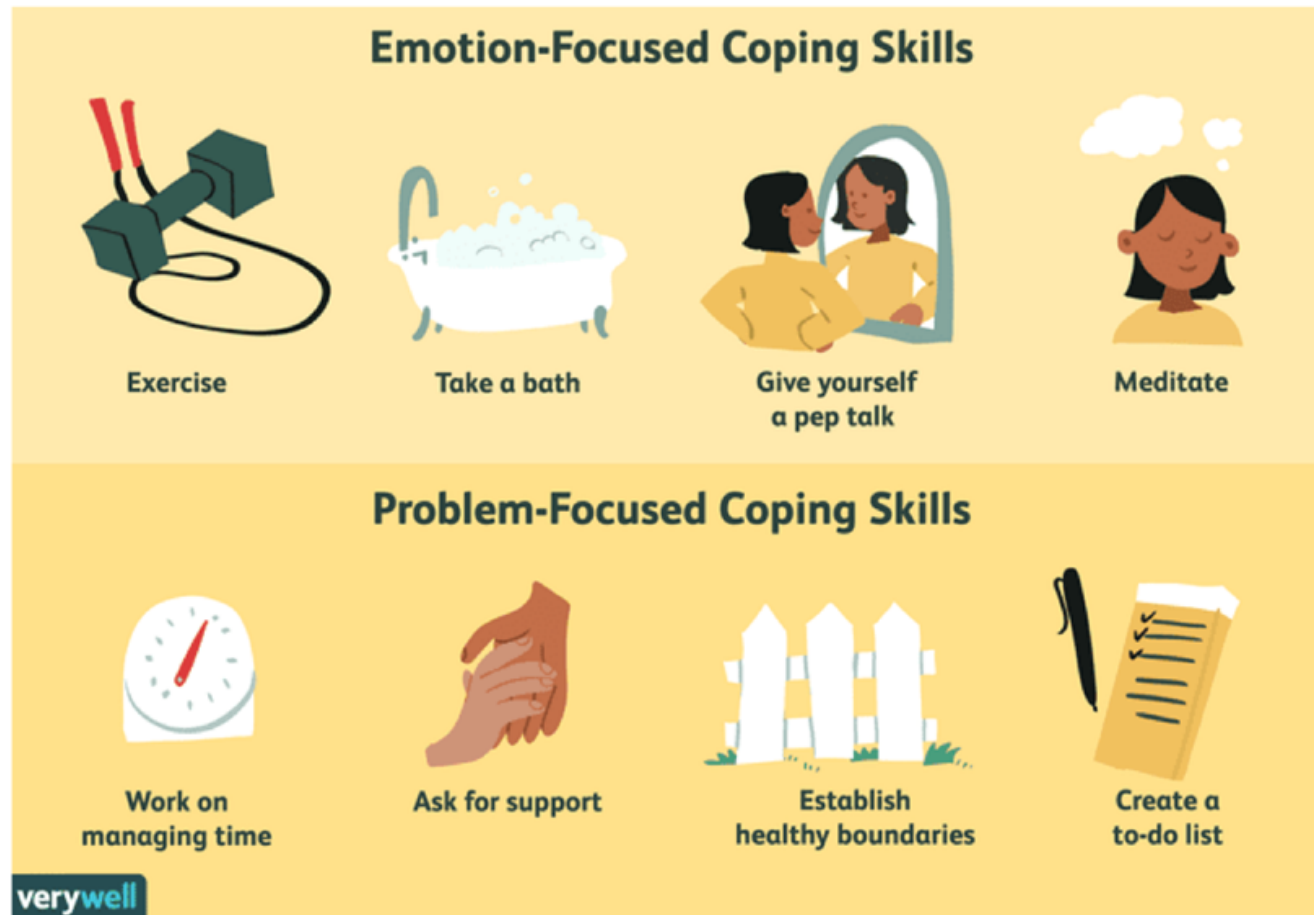 Emotion-Focused Coping Skills
Exercise
Take a bath
Give yourself
a pep talk
Meditate
Problem-Focused Coping Skills
Work on
managing time
Ask for support
Establish
healthy boundaries
Create a
to-do list
verywell